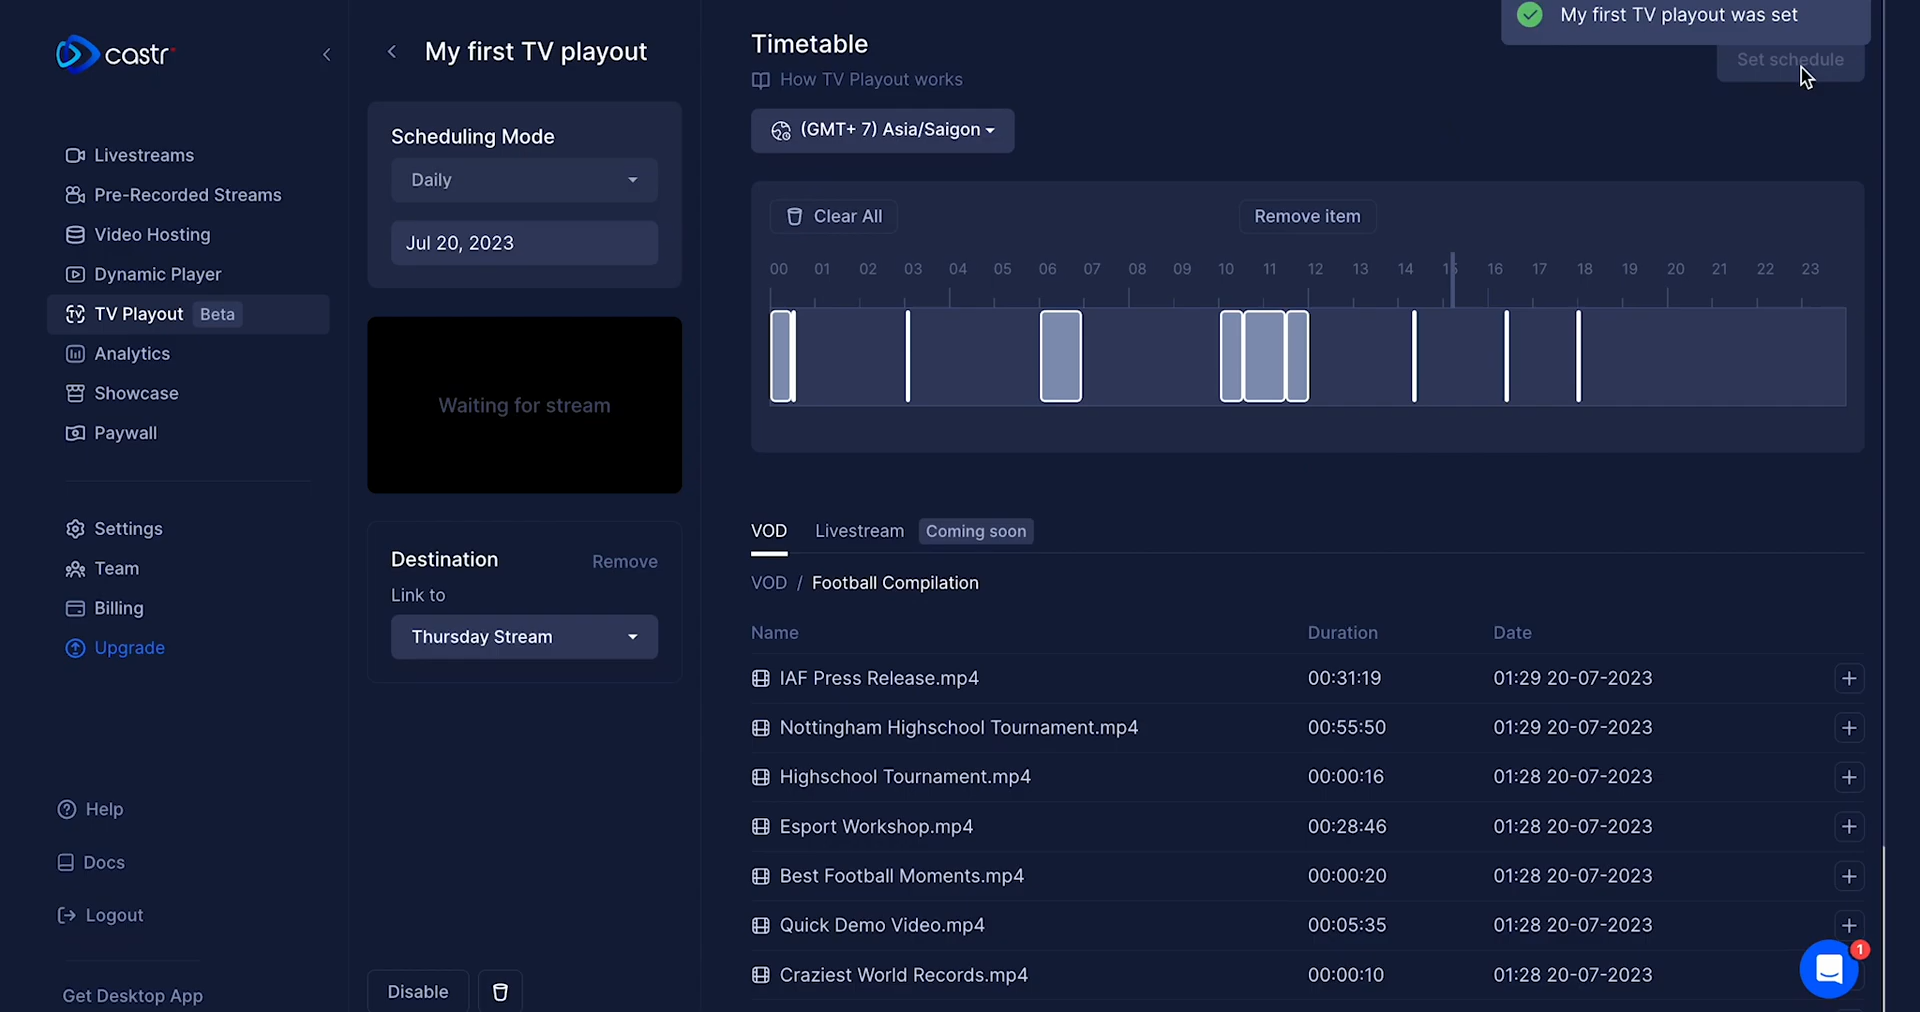 castr
Livestreams
Pre-Recorded Streams
Video Hosting
Dynamic Player
TV Playout Beta
Analytics
Showcase
Paywall
Settings
Team
Billing
Upgrade
Help
Docs
Logout
Get Desktop App
My first TV playout
Scheduling Mode
Daily
Jul 20, 2023
Waiting for stream
Destination Remove
Link to
Thursday Stream
Disable
My first TV playout was set
Set schedule
Timetable
How TV Playout works
(GMT+ 7) Asia/Saigon
Clear All Remove item
00 01 02 03 04 05 06 07 08 09 10 11 12 13 14 15 16 17 18 19 20 21 22 23
VOD Livestream Coming soon
VOD / Football Compilation
Name Duration Date
IAF Press Release.mp4 00:31:19 01:29 20-07-2023
Nottingham Highschool Tournament.mp4 00:55:50 01:29 20-07-2023
Highschool Tournament.mp4 00:00:16 01:28 20-07-2023
Esport Workshop.mp4 00:28:46 01:28 20-07-2023
Best Football Moments.mp4 00:00:20 01:28 20-07-2023
Quick Demo Video.mp4 00:05:35 01:28 20-07-2023
Craziest World Records.mp4 00:00:10 01:28 20-07-2023
1